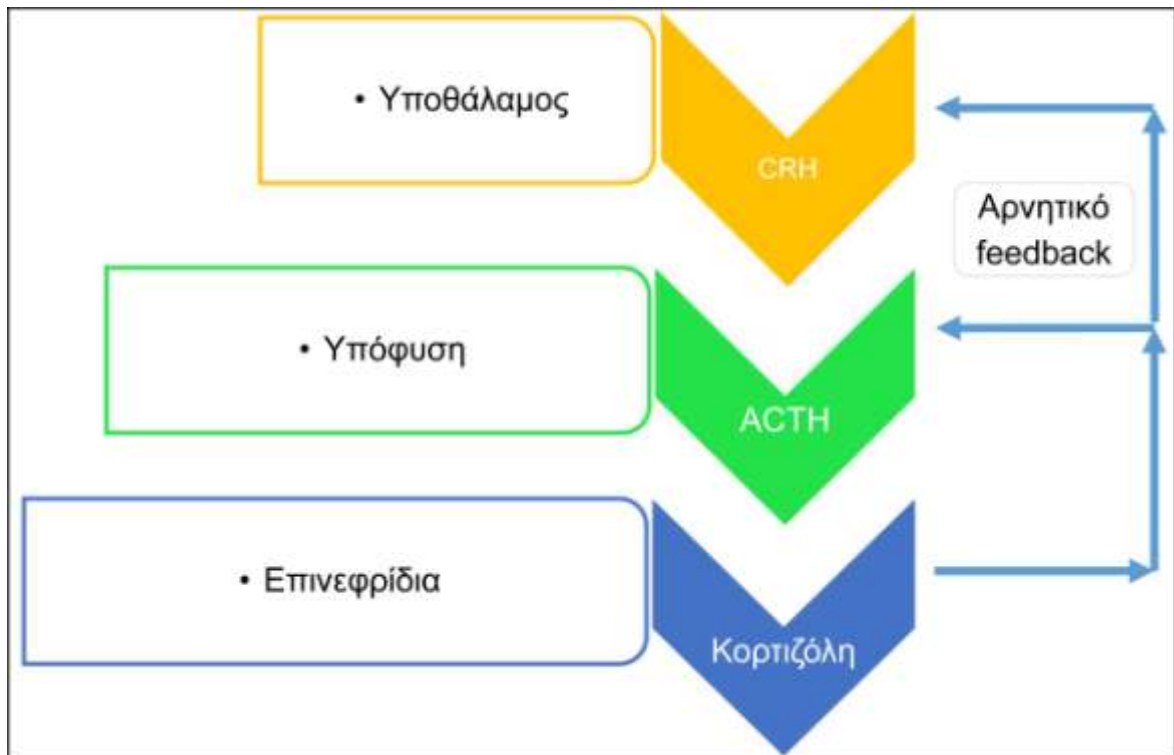 • Υποθάλαμος
CRH
Αρνητικό
feedback
• Υπόφυση
ACTH
• Επινεφρίδια
Κορτιζόλη